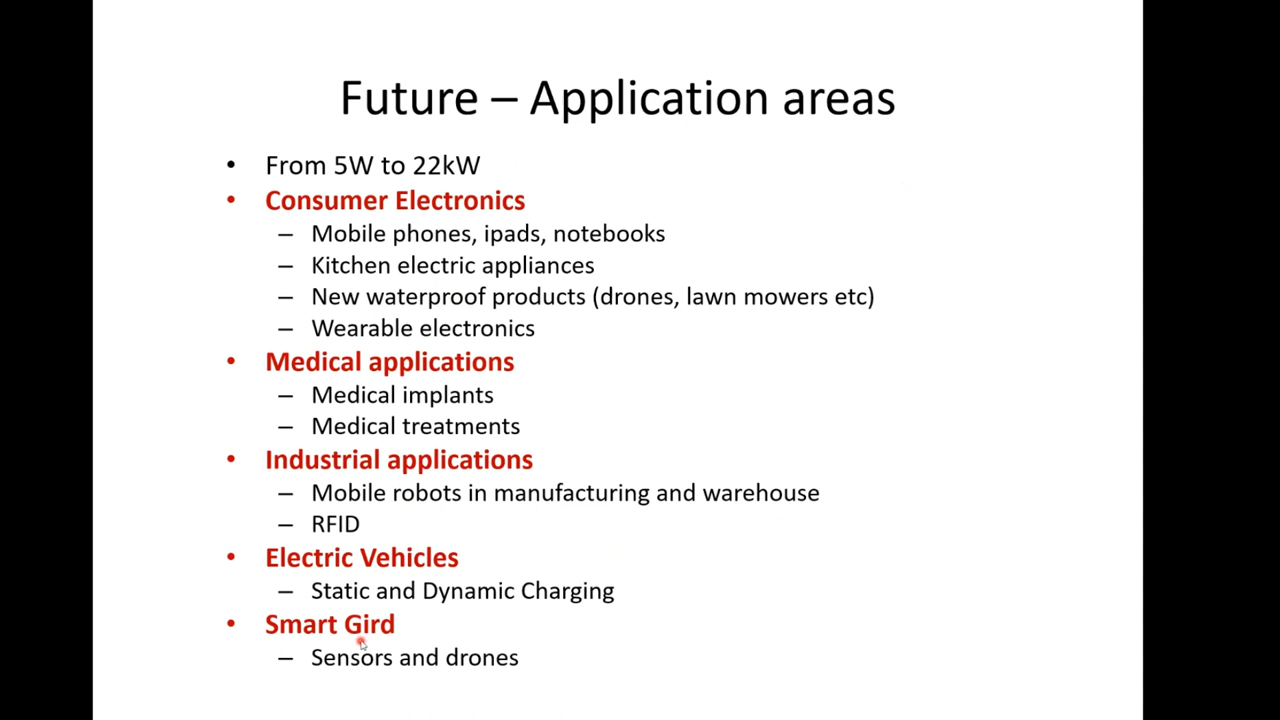 Future – Application areas
• From 5W to 22kW
• Consumer Electronics
– Mobile phones, ipads, notebooks
– Kitchen electric appliances
– New waterproof products (drones, lawn mowers etc)
– Wearable electronics
• Medical applications
– Medical implants
– Medical treatments
• Industrial applications
– Mobile robots in manufacturing and warehouse
– RFID
• Electric Vehicles
– Static and Dynamic Charging
• Smart Gird
– Sensors and drones